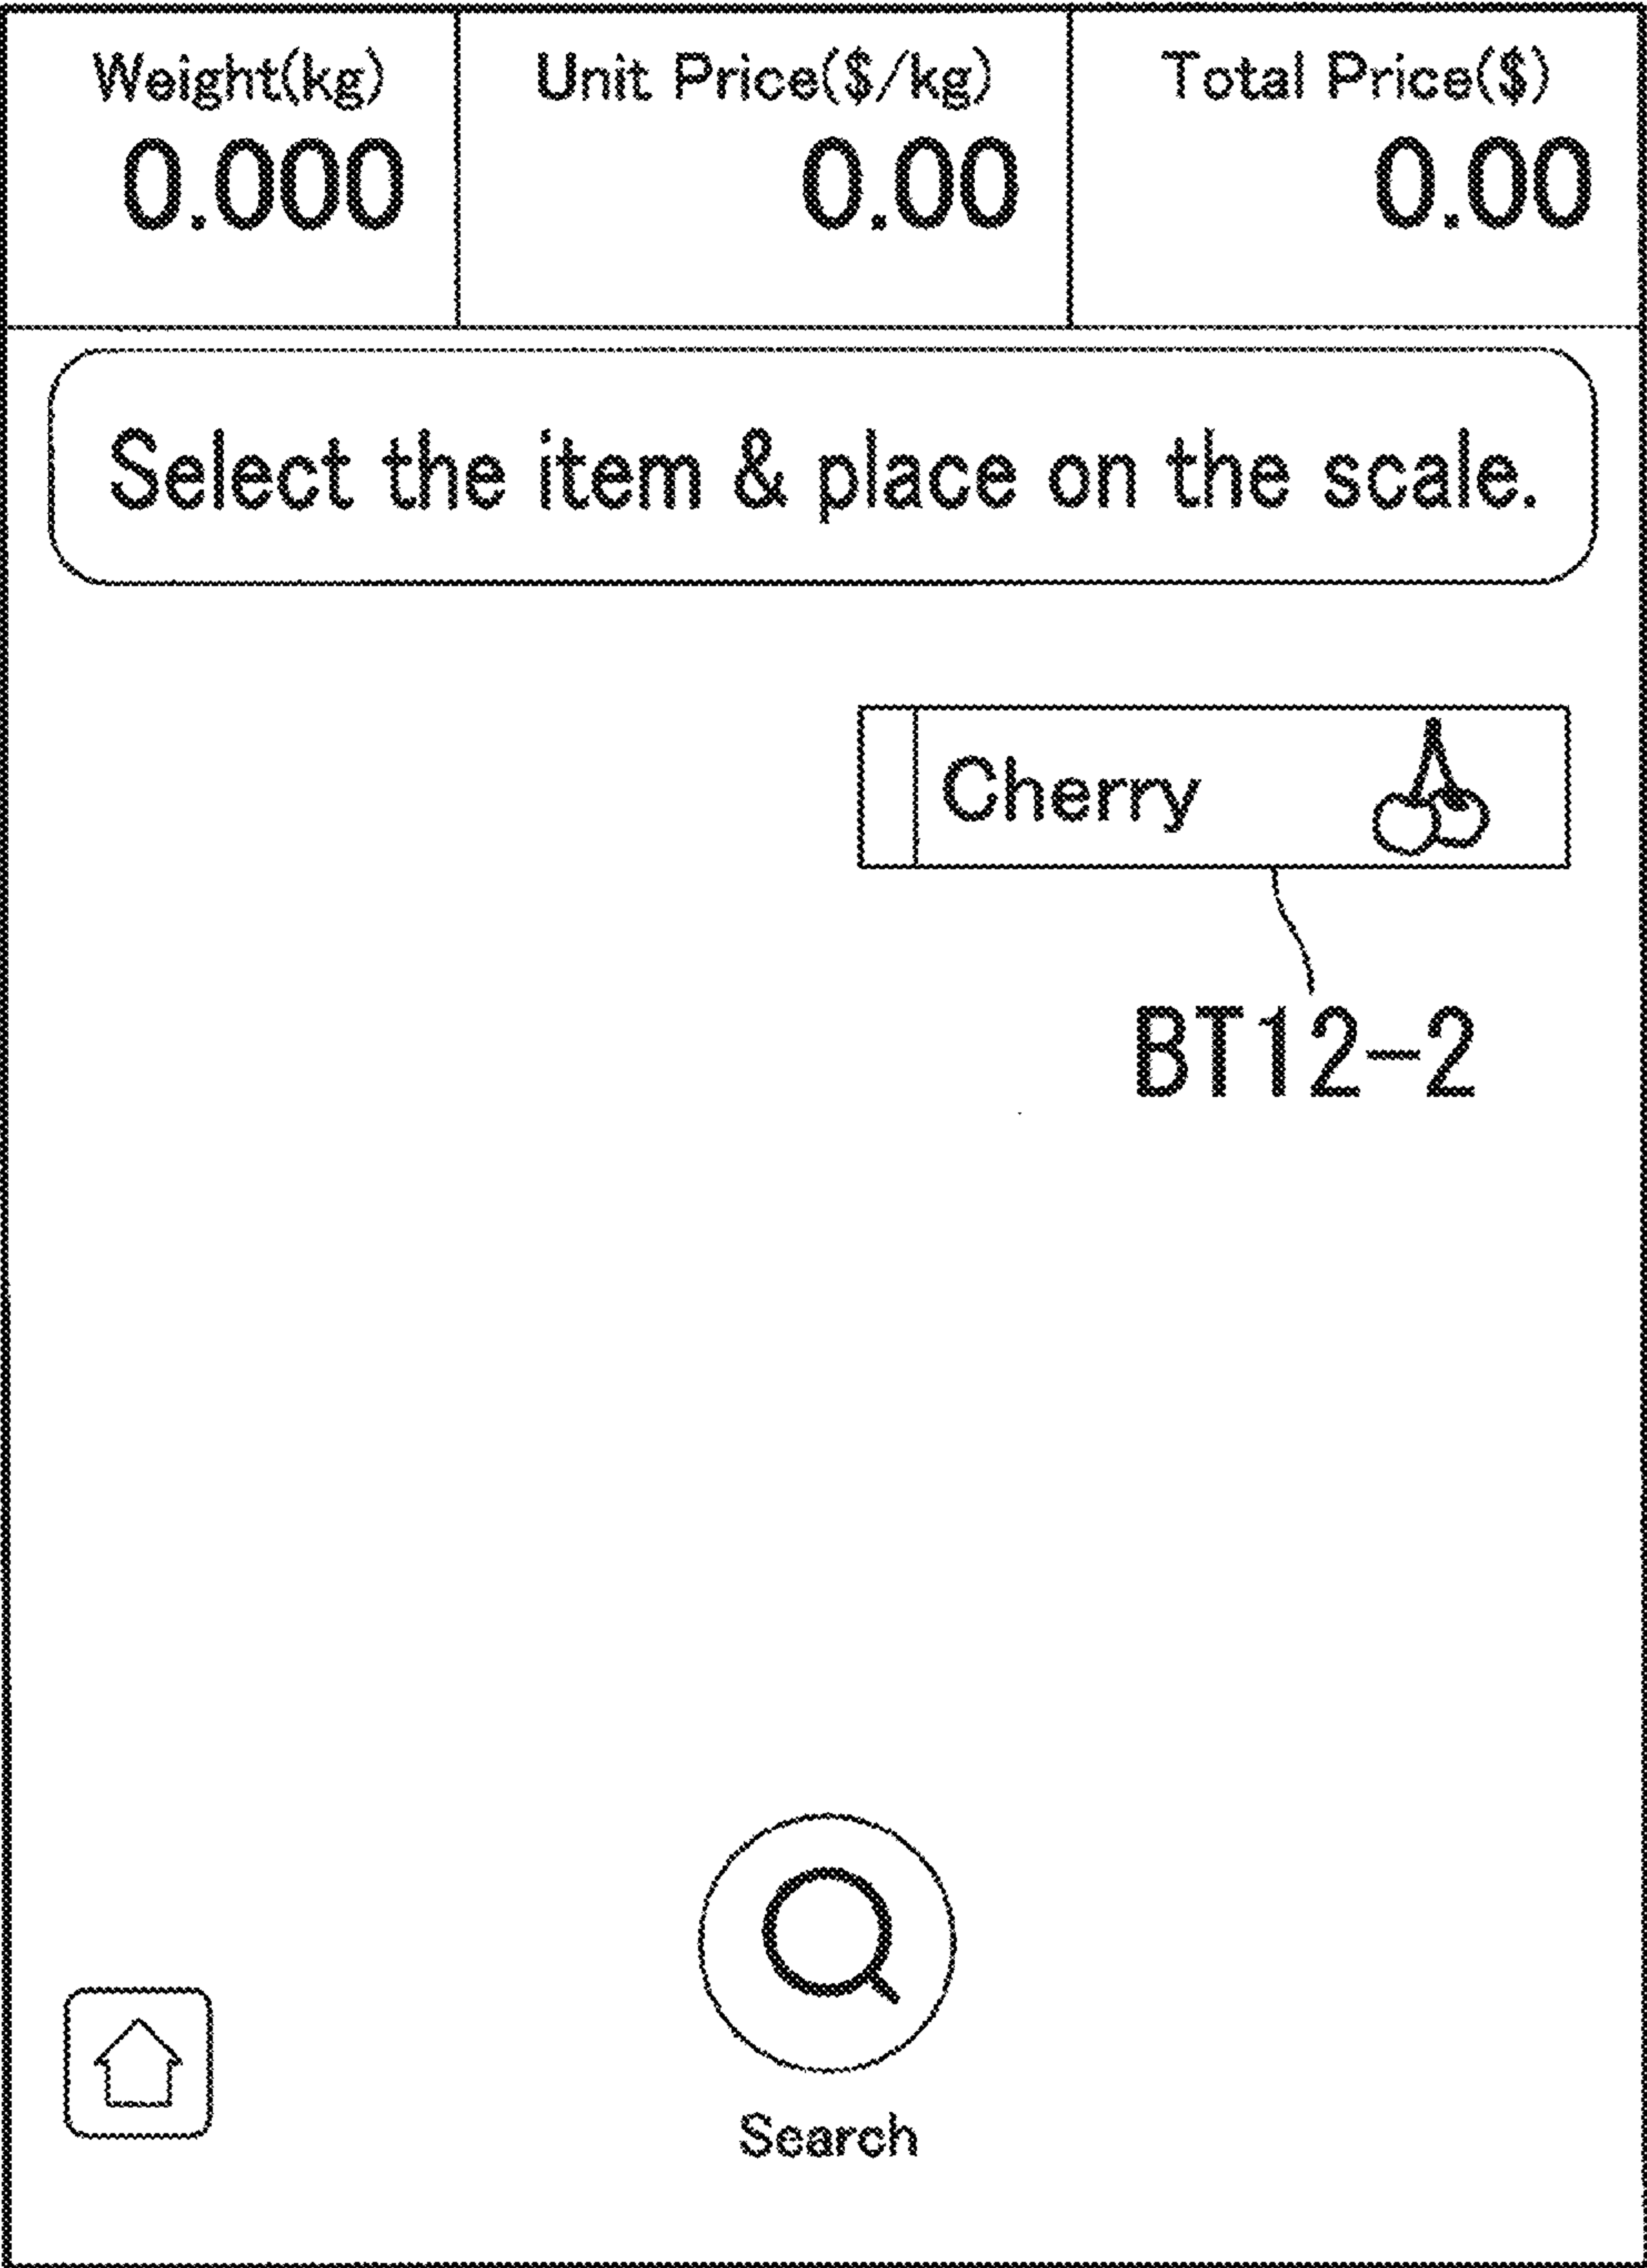 Weight(kg) Unit Price($/kg) Total Price($)
0.000 0.00 0.00
Select the item & place on the scale.
Cherry
BT12-2
Search